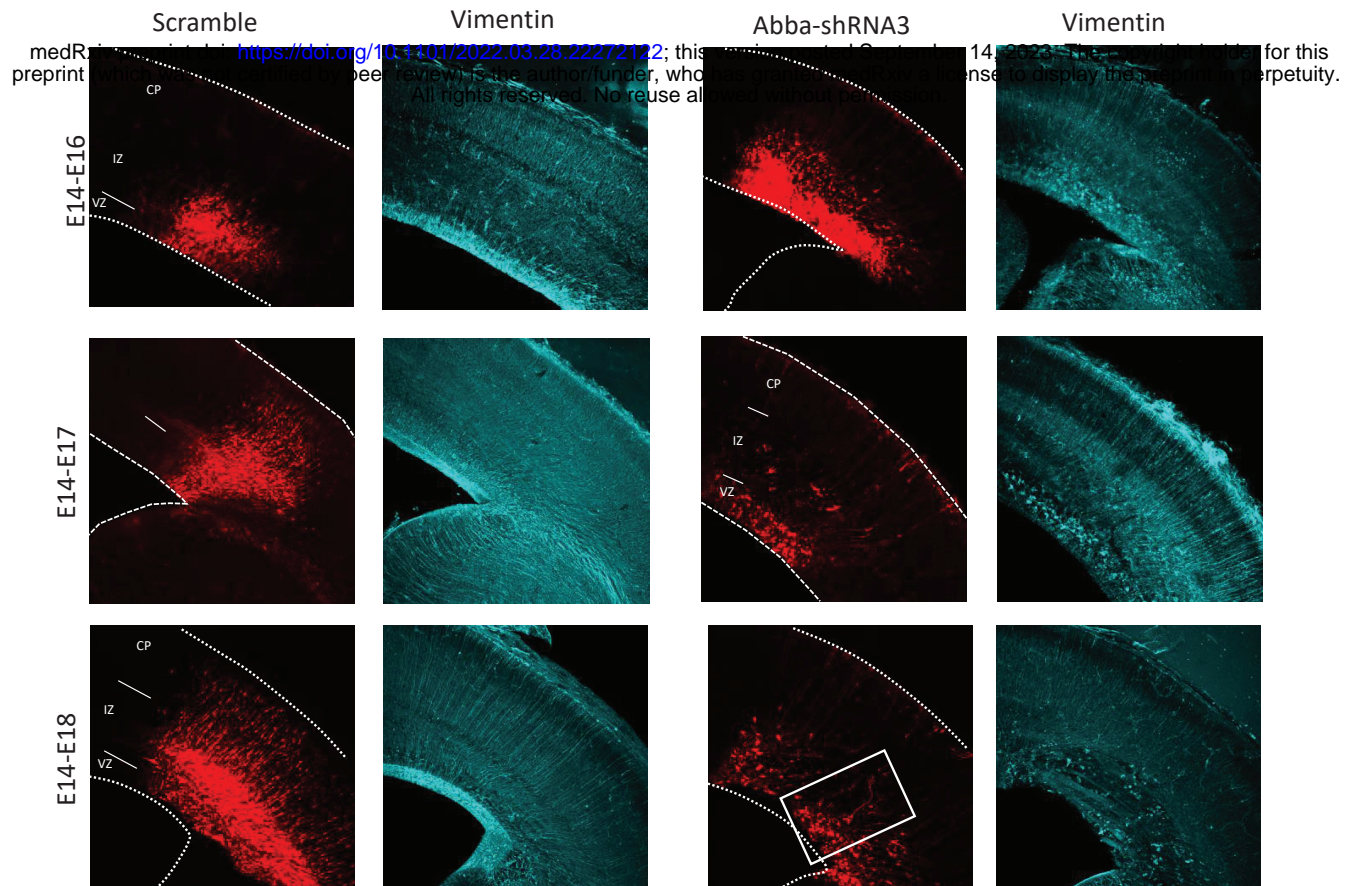 Scramble Vimentin Abba-shRNA3 Vimentin
medRxiv preprint doi: https://doi.org/10.1101/2022.03.28.22272122; this version posted September 14, 2023. The copyright holder for this
preprint (which was not certified by peer review) is the author/funder, who has granted medRxiv a license to display the preprint in perpetuity.
All rights reserved. No reuse allowed without permission.
E14-E16
CP
IZ
VZ
E14-E17
CP
IZ
VZ
E14-E18
CP
IZ
VZ